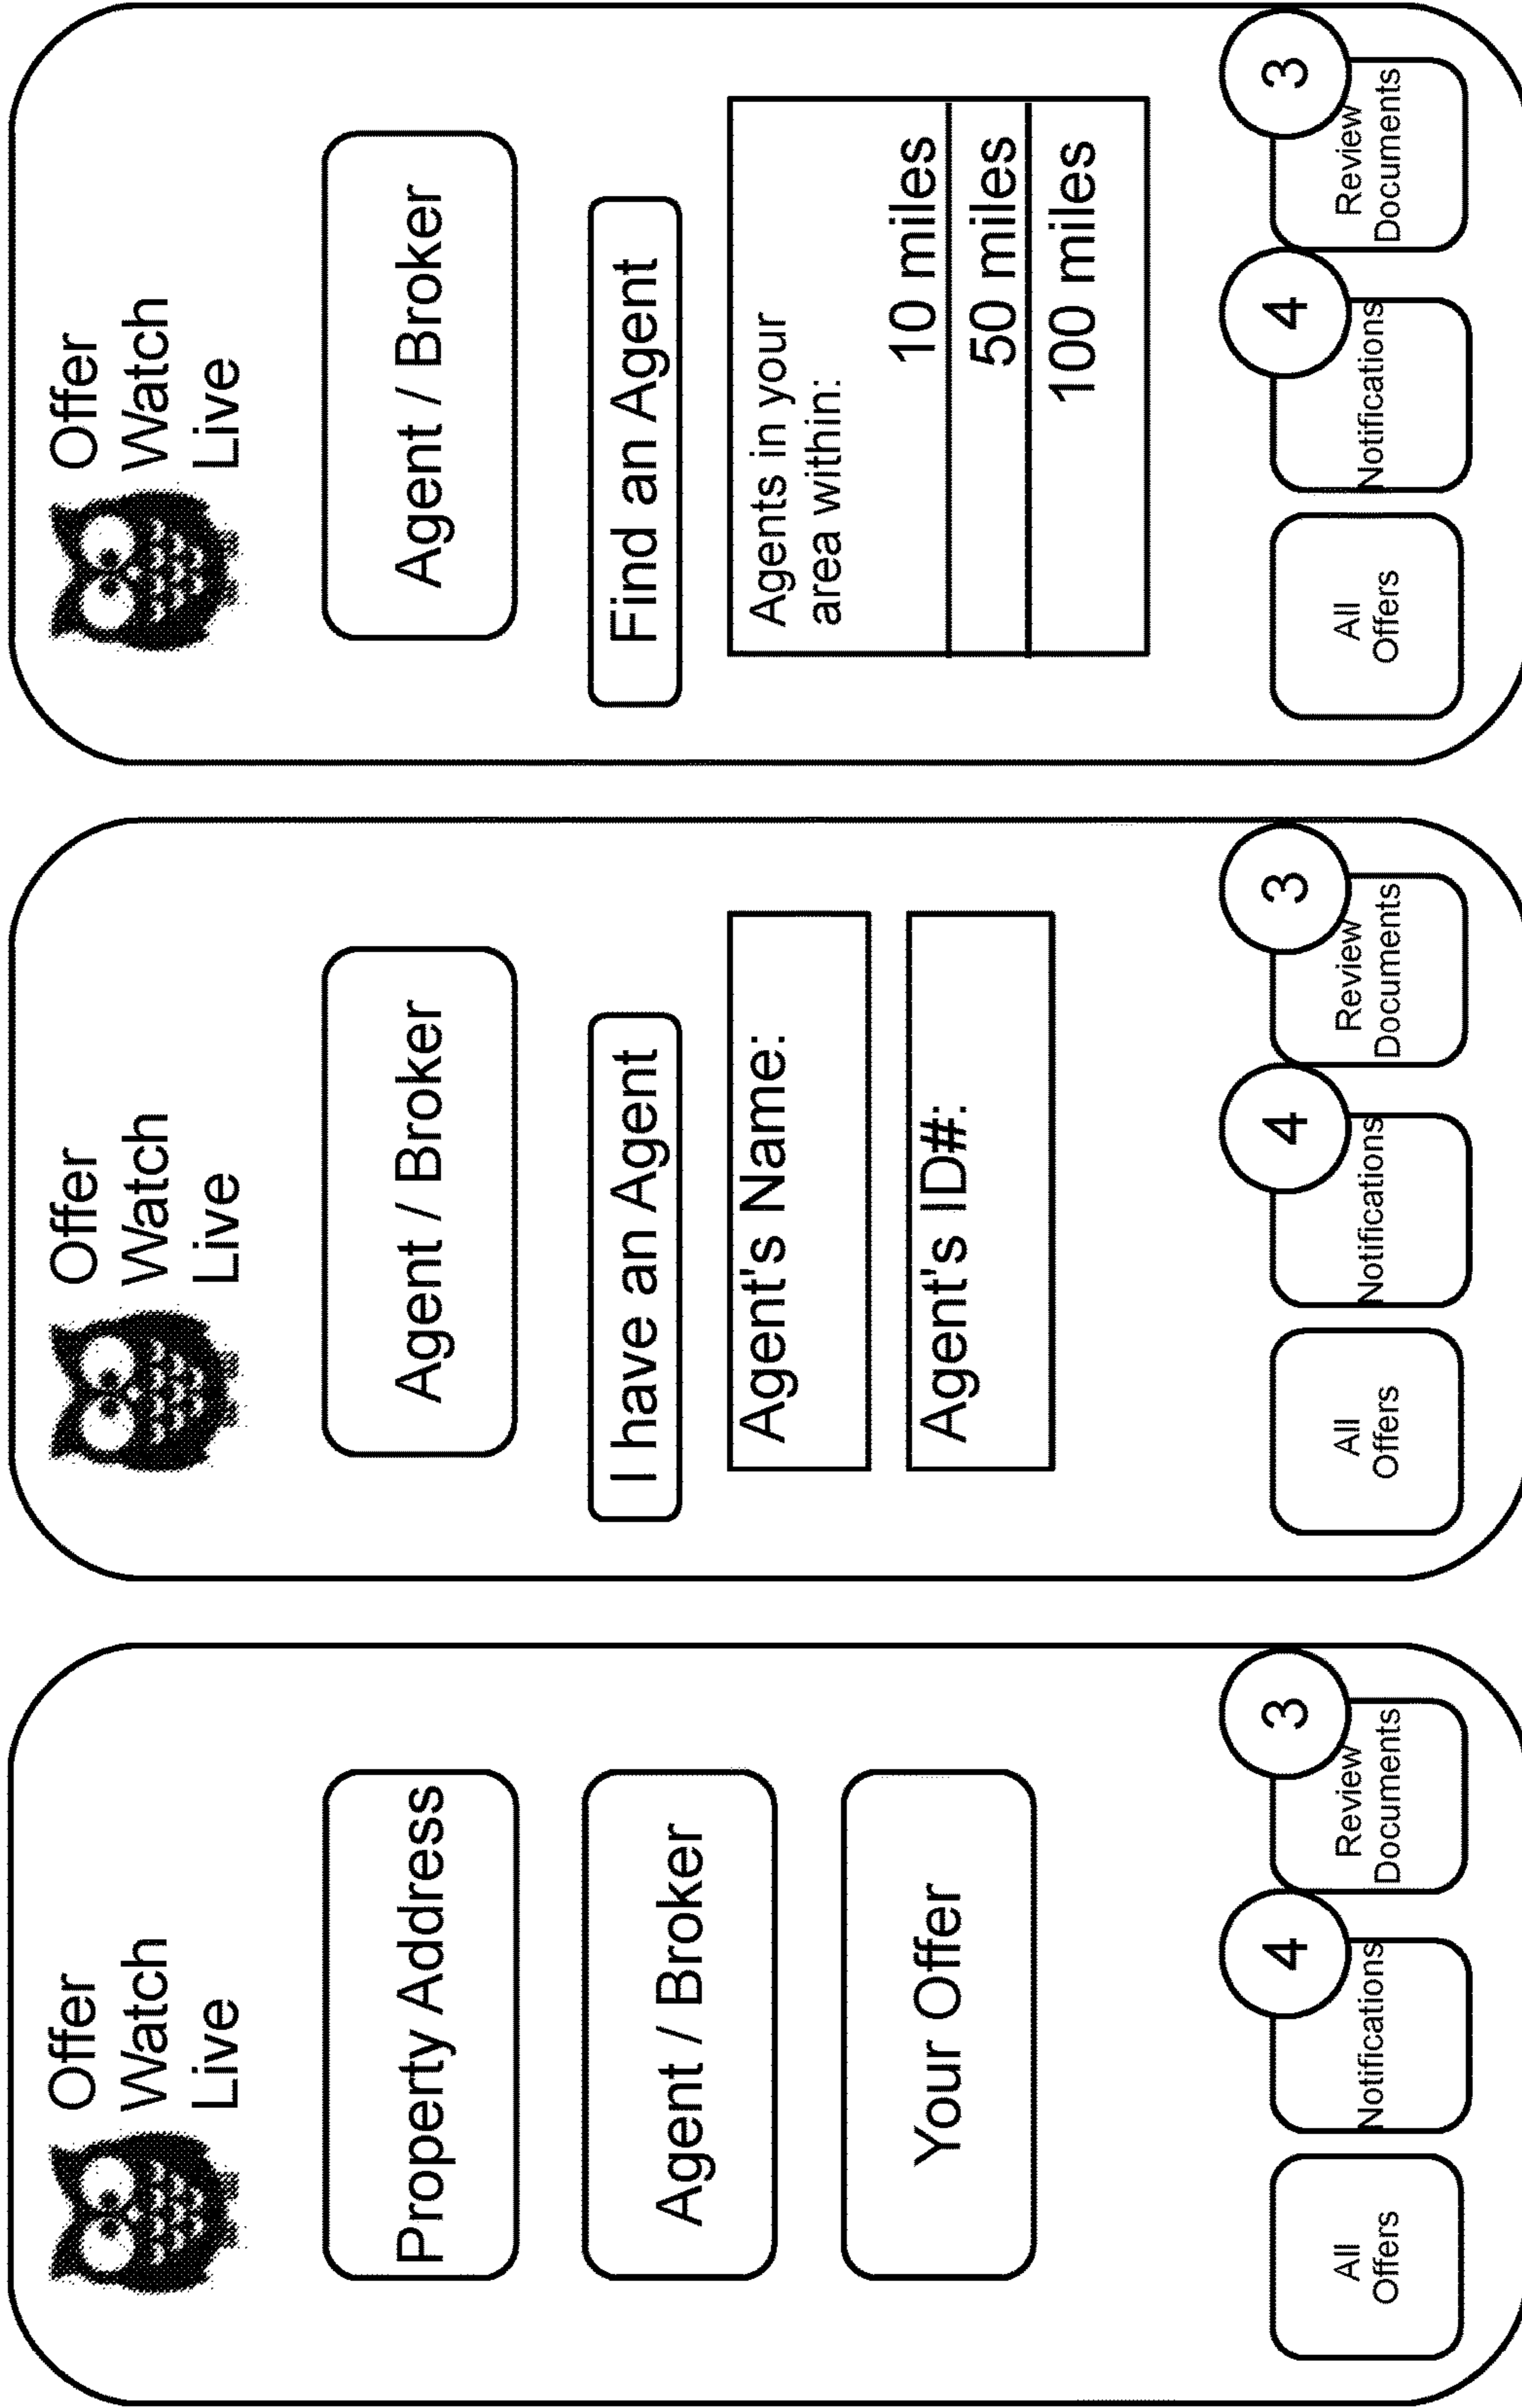 Offer
Watch
Live
Property Address
Agent / Broker
Your Offer
All
Offers
4
Notifications
3
Review
Documents
Offer
Watch
Live
Agent / Broker
I have an Agent
Agent's Name:
Agent's ID#:
All
Offers
4
Notifications
3
Review
Documents
Offer
Watch
Live
Agent / Broker
Find an Agent
Agents in your
area within:
10 miles
50 miles
100 miles
All
Offers
4
Notifications
3
Review
Documents